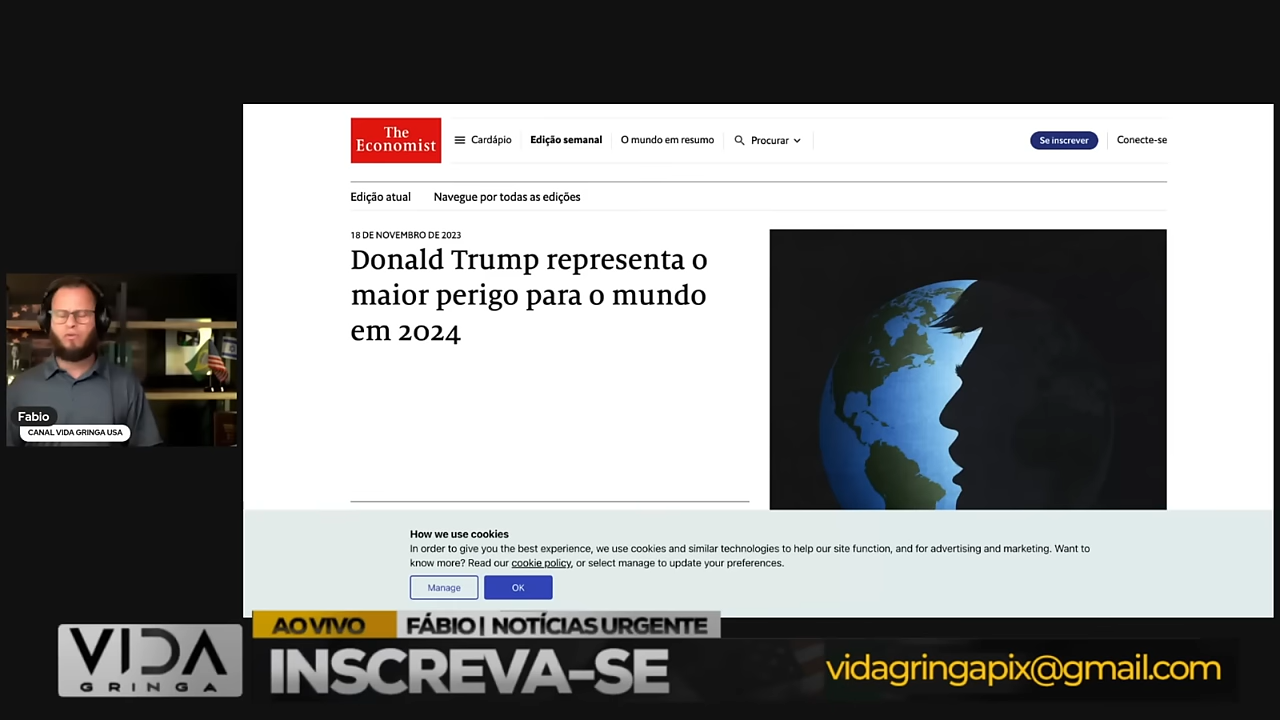 The
Economist
Cardápio
Edição semanal
O mundo em resumo
Procurar
Se inscrever
Conecte-se
Edição atual
Navegue por todas as edições
18 DE NOVEMBRO DE 2023
Donald Trump representa o
maior perigo para o mundo
em 2024
Fabio
CANAL VIDA GRINGA USA
How we use cookies
In order to give you the best experience, we use cookies and similar technologies to help our site function, and for advertising and marketing. Want to
know more? Read our cookie policy, or select manage to update your preferences.
Manage
OK
AO VIVO
FÁBIO | NOTÍCIAS URGENTE
VIDA
GRINGA
INSCREVA-SE
vidagringapix@gmail.com